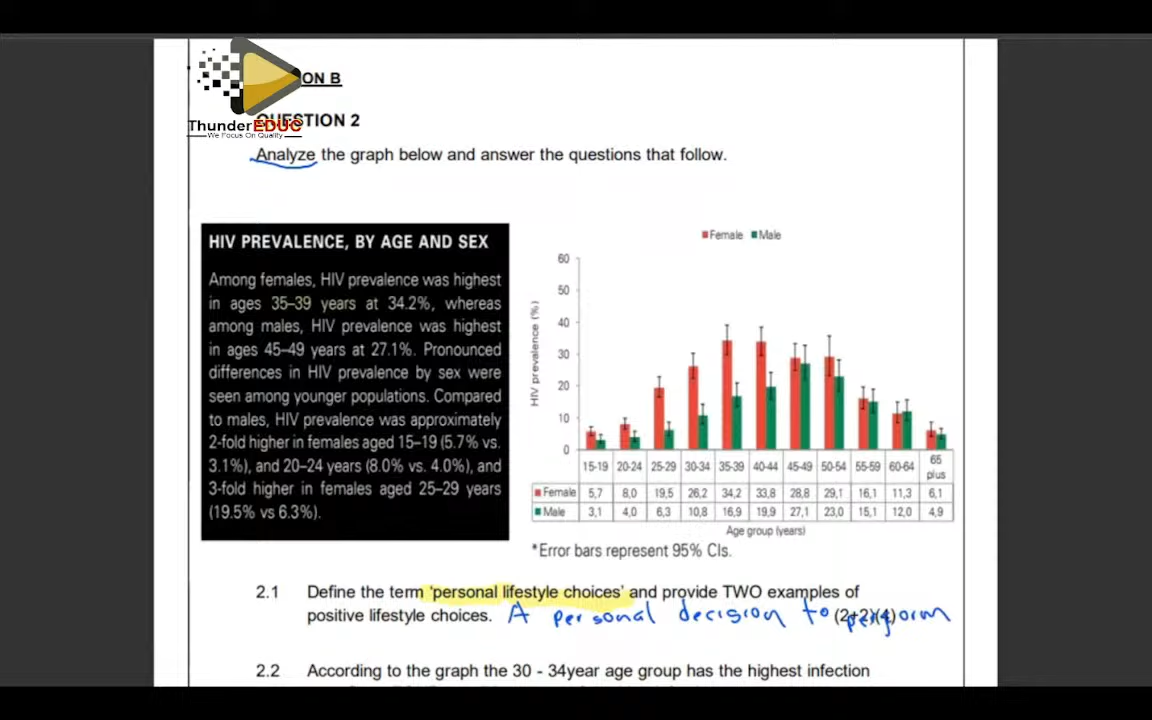 ON B
ThunderEDUC
We Focus On Quality
QUESTION 2
Analyze the graph below and answer the questions that follow.
HIV PREVALENCE, BY AGE AND SEX
Among females, HIV prevalence was highest
in ages 35–39 years at 34.2%, whereas
among males, HIV prevalence was highest
in ages 45–49 years at 27.1%. Pronounced
differences in HIV prevalence by sex were
seen among younger populations. Compared
to males, HIV prevalence was approximately
2-fold higher in females aged 15–19 (5.7% vs.
3.1%), and 20–24 years (8.0% vs. 4.0%), and
3-fold higher in females aged 25–29 years
(19.5% vs 6.3%).
Female Male
HIV prevalence (%)
60
50
40
30
20
10
0
15-19 20-24 25-29 30-34 35-39 40-44 45-49 50-54 55-59 60-64 65 plus
Female 5,7 8,0 19,5 26,2 34,2 33,8 28,8 29,1 16,1 11,3 6,1
Male 3,1 4,0 6,3 10,8 16,9 19,9 27,1 23,0 15,1 12,0 4,9
Age group (years)
*Error bars represent 95% CIs.
2.1 Define the term 'personal lifestyle choices' and provide TWO examples of
positive lifestyle choices. (2+2)(4)
A personal decision to perform
2.2 According to the graph the 30 - 34year age group has the highest infection